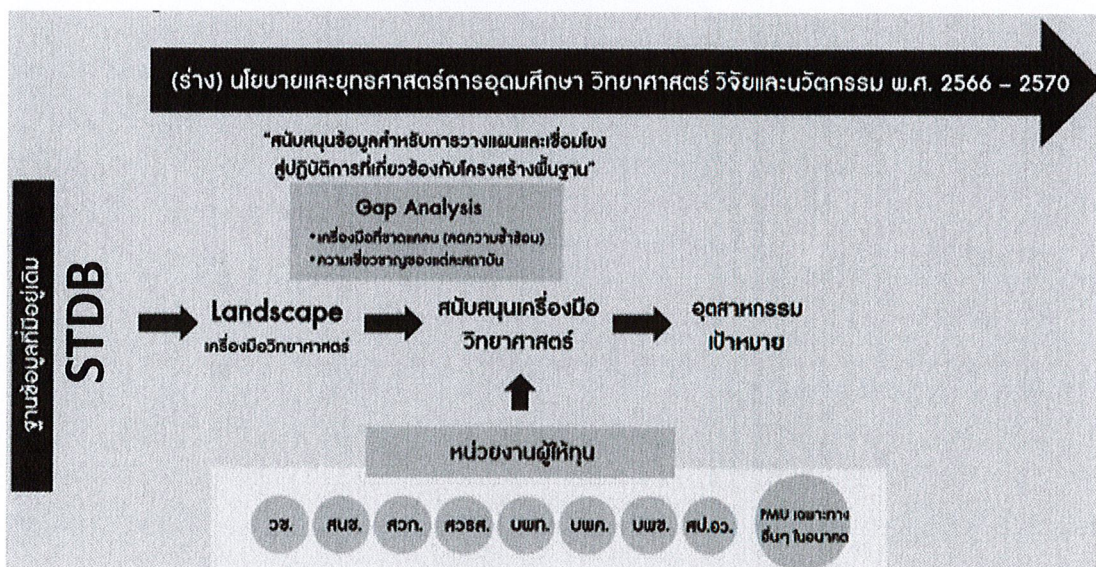 (ร่าง) นโยบายและยุทธศาสตร์การอุดมศึกษา วิทยาศาสตร์ วิจัยและนวัตกรรม พ.ศ. 2566 – 2570
"สนับสนุนข้อมูลสำหรับการวางแผนและเชื่อมโยง
สู่ปฏิบัติการที่เกี่ยวข้องกับโครงสร้างพื้นฐาน"
Gap Analysis
•เครื่องมือที่ขาดแคลน (ลดความซ้ำซ้อน)
•ความเชี่ยวชาญของแต่ละสถาบัน
ฐานข้อมูลที่มีอยู่เดิม
STDB
Landscape
เครื่องมือวิทยาศาสตร์
สนับสนุนเครื่องมือ
วิทยาศาสตร์
อุตสาหกรรม
เป้าหมาย
หน่วยงานผู้ให้ทุน
วช.
สนช.
สวก.
สวรส.
บพท.
บพค.
บพข.
สป.อว.
PMU เฉพาะทาง
อื่นๆ ในอนาคต